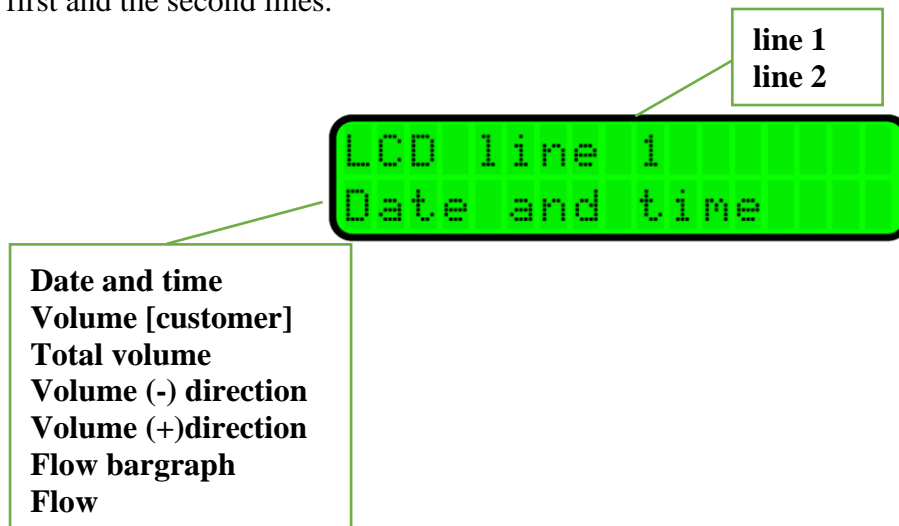 first and the second lines.
line 1
line 2
LCD line 1
Date and time
Date and time
Volume [customer]
Total volume
Volume (-) direction
Volume (+)direction
Flow bargraph
Flow